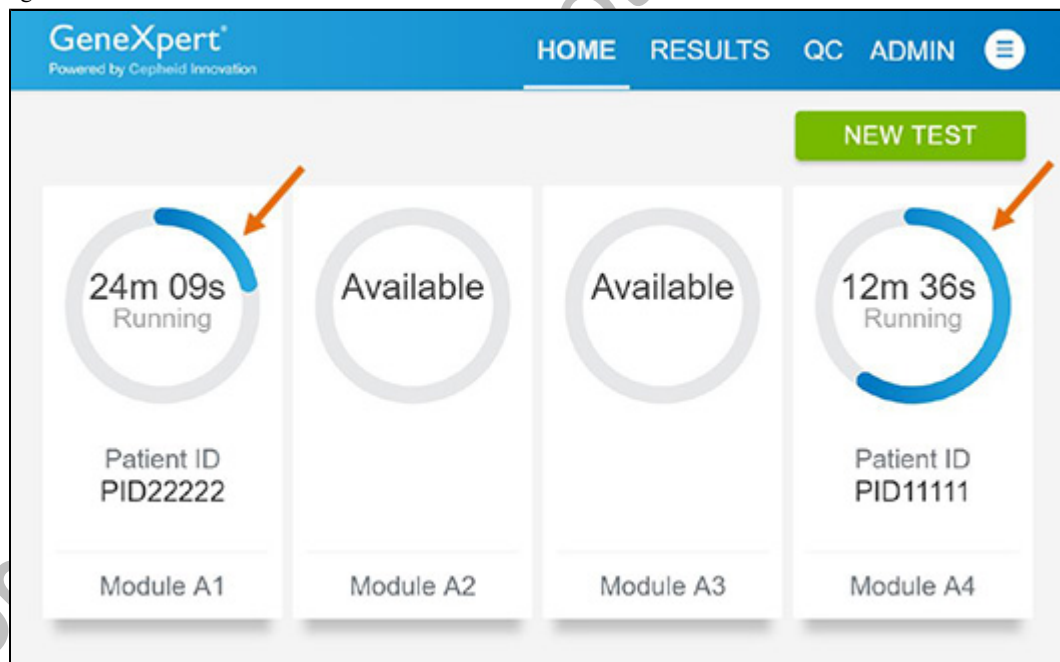 GeneXpert®
Powered by Cepheid Innovation
HOME RESULTS QC ADMIN
NEW TEST
24m 09s
Running
Patient ID
PID22222
Module A1
Available
Module A2
Available
Module A3
12m 36s
Running
Patient ID
PID11111
Module A4